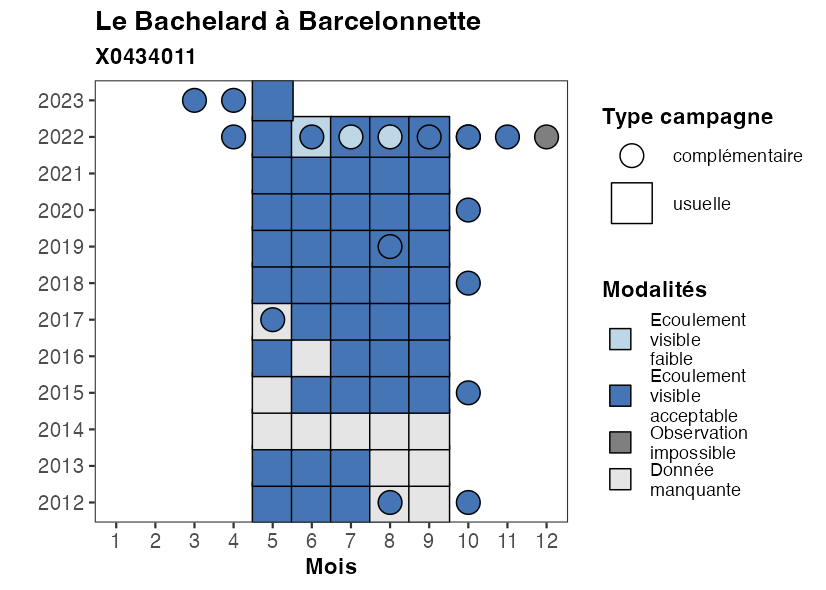 Le Bachelard à Barcelonnette
X0434011
2023
2022
2021
2020
2019
2018
2017
2016
2015
2014
2013
2012
1 2 3 4 5 6 7 8 9 10 11 12
Mois
Type campagne
complémentaire
usuelle
Modalités
Ecoulement
visible
faible
Ecoulement
visible
acceptable
Observation
impossible
Donnée
manquante